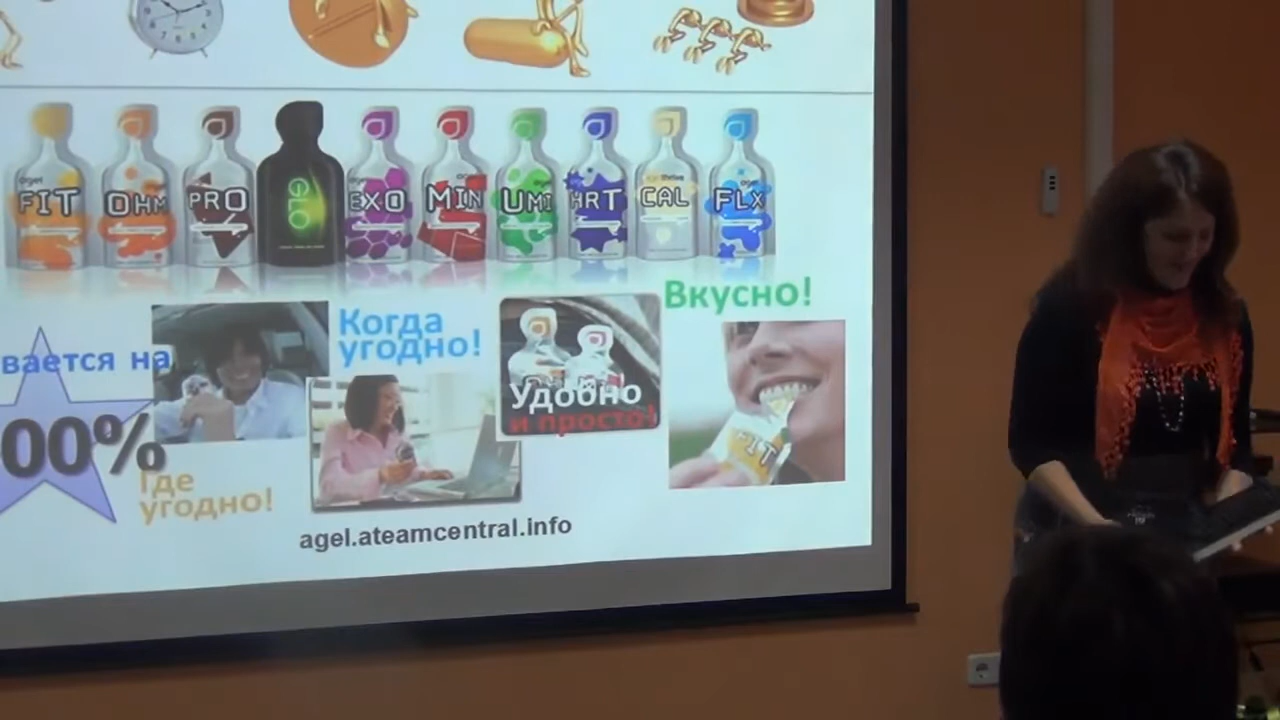 FIT OHM PRO GLO EXO MIN UMI HRT CAL FLX
Вкусно!
Когда
угодно!
вается на
00%
Удобно
и просто!
FIT
Где
угодно!
agel.ateamcentral.info